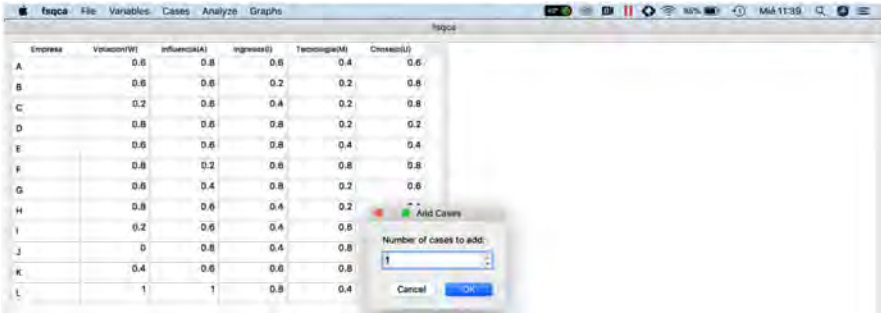 fsqca File Variables Cases Analyze Graphs 85% Mié 11:39
fsqca
Empresa Votacion(W) Influencia(A) Ingresos(I) Tecnologia(M) Consejo(U)
A 0.6 0.8 0.6 0.4 0.6
B 0.6 0.6 0.2 0.2 0.8
C 0.2 0.6 0.4 0.2 0.8
D 0.8 0.6 0.8 0.2 0.2
E 0.6 0.6 0.8 0.4 0.4
F 0.8 0.2 0.6 0.8 0.8
G 0.6 0.4 0.8 0.2 0.6
H 0.8 0.6 0.4 0.2
Add Cases
I 0.2 0.6 0.4 0.6
Number of cases to add:
J 0 0.8 0.4 0.8
1
K 0.4 0.6 0.6 0.8
L 1 1 0.8 0.4
Cancel OK